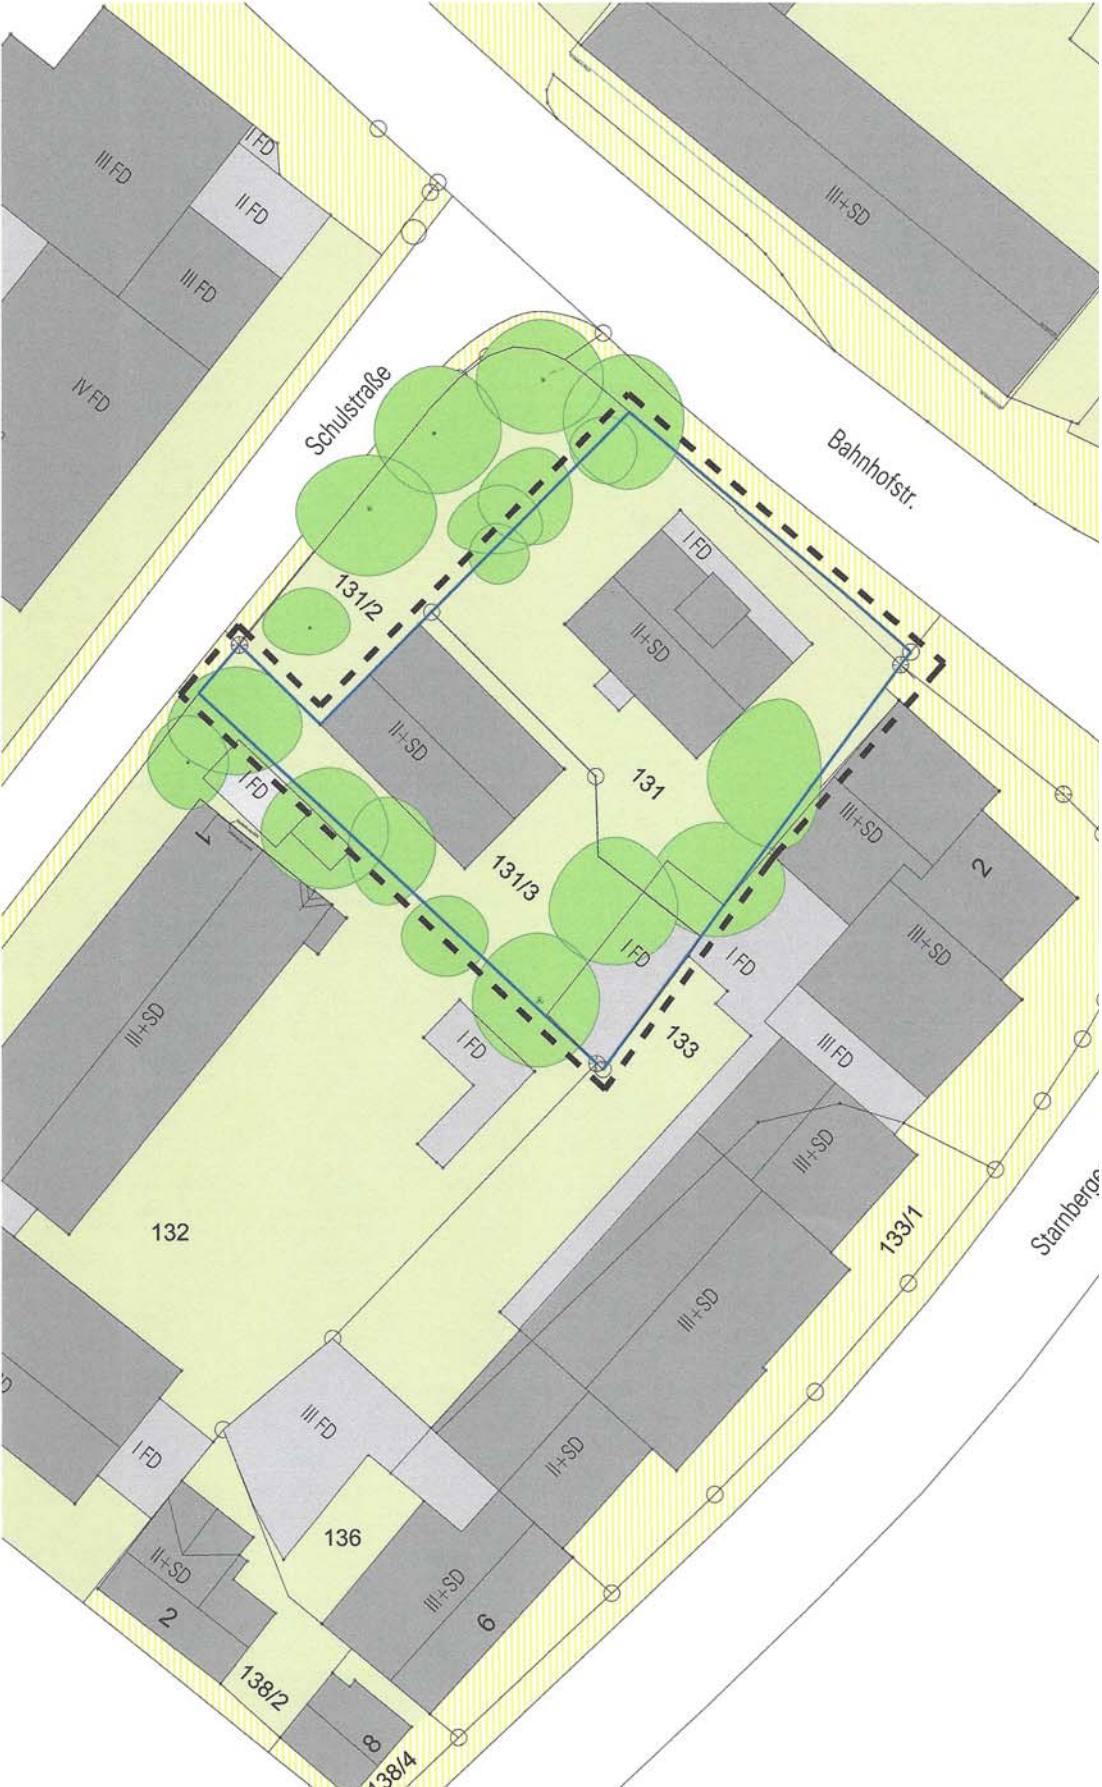 III FD
I FD
II FD
III FD
IV FD
III+SD
Schulstraße
Bahnhofstr.
131/2
I FD
II+SD
II+SD
131
I FD
1
131/3
III+SD
2
III+SD
I FD
I FD
133
III FD
III+SD
I FD
III+SD
132
133/1
Starnberge
III+SD
III FD
I FD
II+SD
136
II+SD
III+SD
2
6
138/2
8
138/4